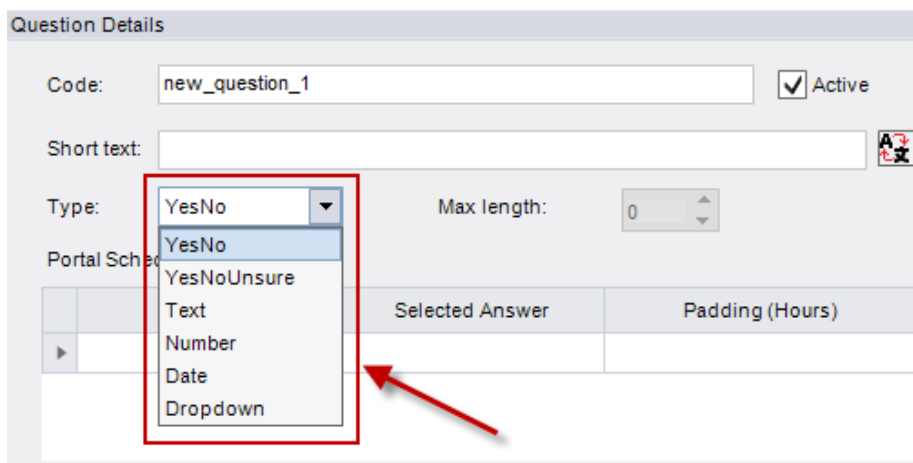 Question Details
Code: new_question_1 Active
Short text:
Type: YesNo Max length: 0
YesNo
Portal
YesNoUnsure
Text Selected Answer Padding (Hours)
Number
Date
Dropdown